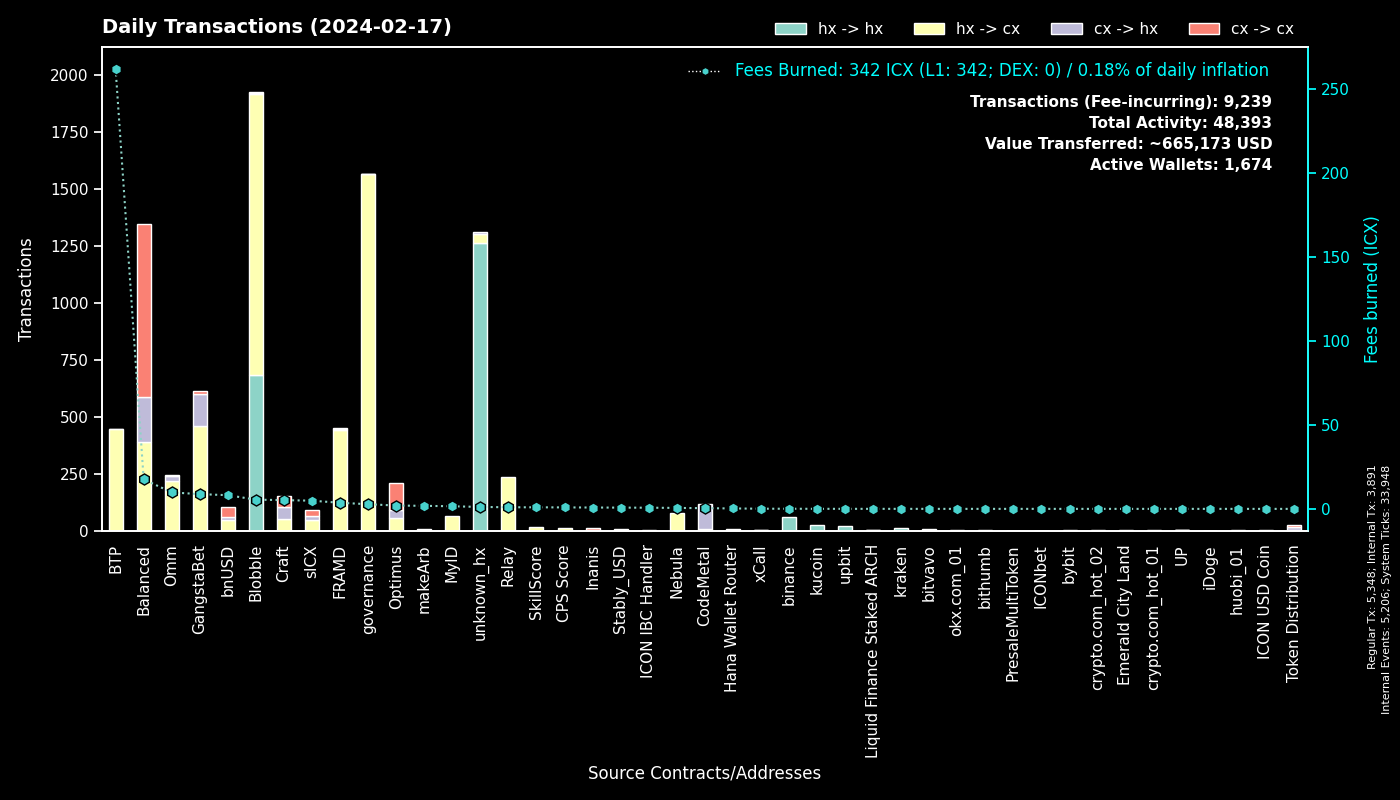 Daily Transactions (2024-02-17)
hx -> hx
hx -> cx
cx -> hx
cx -> cx
Fees Burned: 342 ICX (L1: 342; DEX: 0) / 0.18% of daily inflation
Transactions (Fee-incurring): 9,239
Total Activity: 48,393
Value Transferred: ~665,173 USD
Active Wallets: 1,674
Transactions
2000
1750
1500
1250
1000
750
500
250
0
250
200
150
100
50
0
Fees burned (ICX)
BTP
Balanced
Omm
GangstaBet
bnUSD
Blobble
Craft
sICX
FRAMD
governance
Optimus
makeArb
MyID
unknown_hx
Relay
SkillScore
CPS Score
Inanis
Stably_USD
ICON IBC Handler
Nebula
CodeMetal
Hana Wallet Router
xCall
binance
kucoin
upbit
Liquid Finance Staked ARCH
kraken
bitvavo
okx.com_01
bithumb
PresaleMultiToken
ICONbet
bybit
crypto.com_hot_02
Emerald City Land
crypto.com_hot_01
UP
iDoge
huobi_01
ICON USD Coin
Token Distribution
Source Contracts/Addresses
Regular Tx: 5,348; Internal Tx: 3,891
Internal Events: 5,206; System Ticks: 33,948